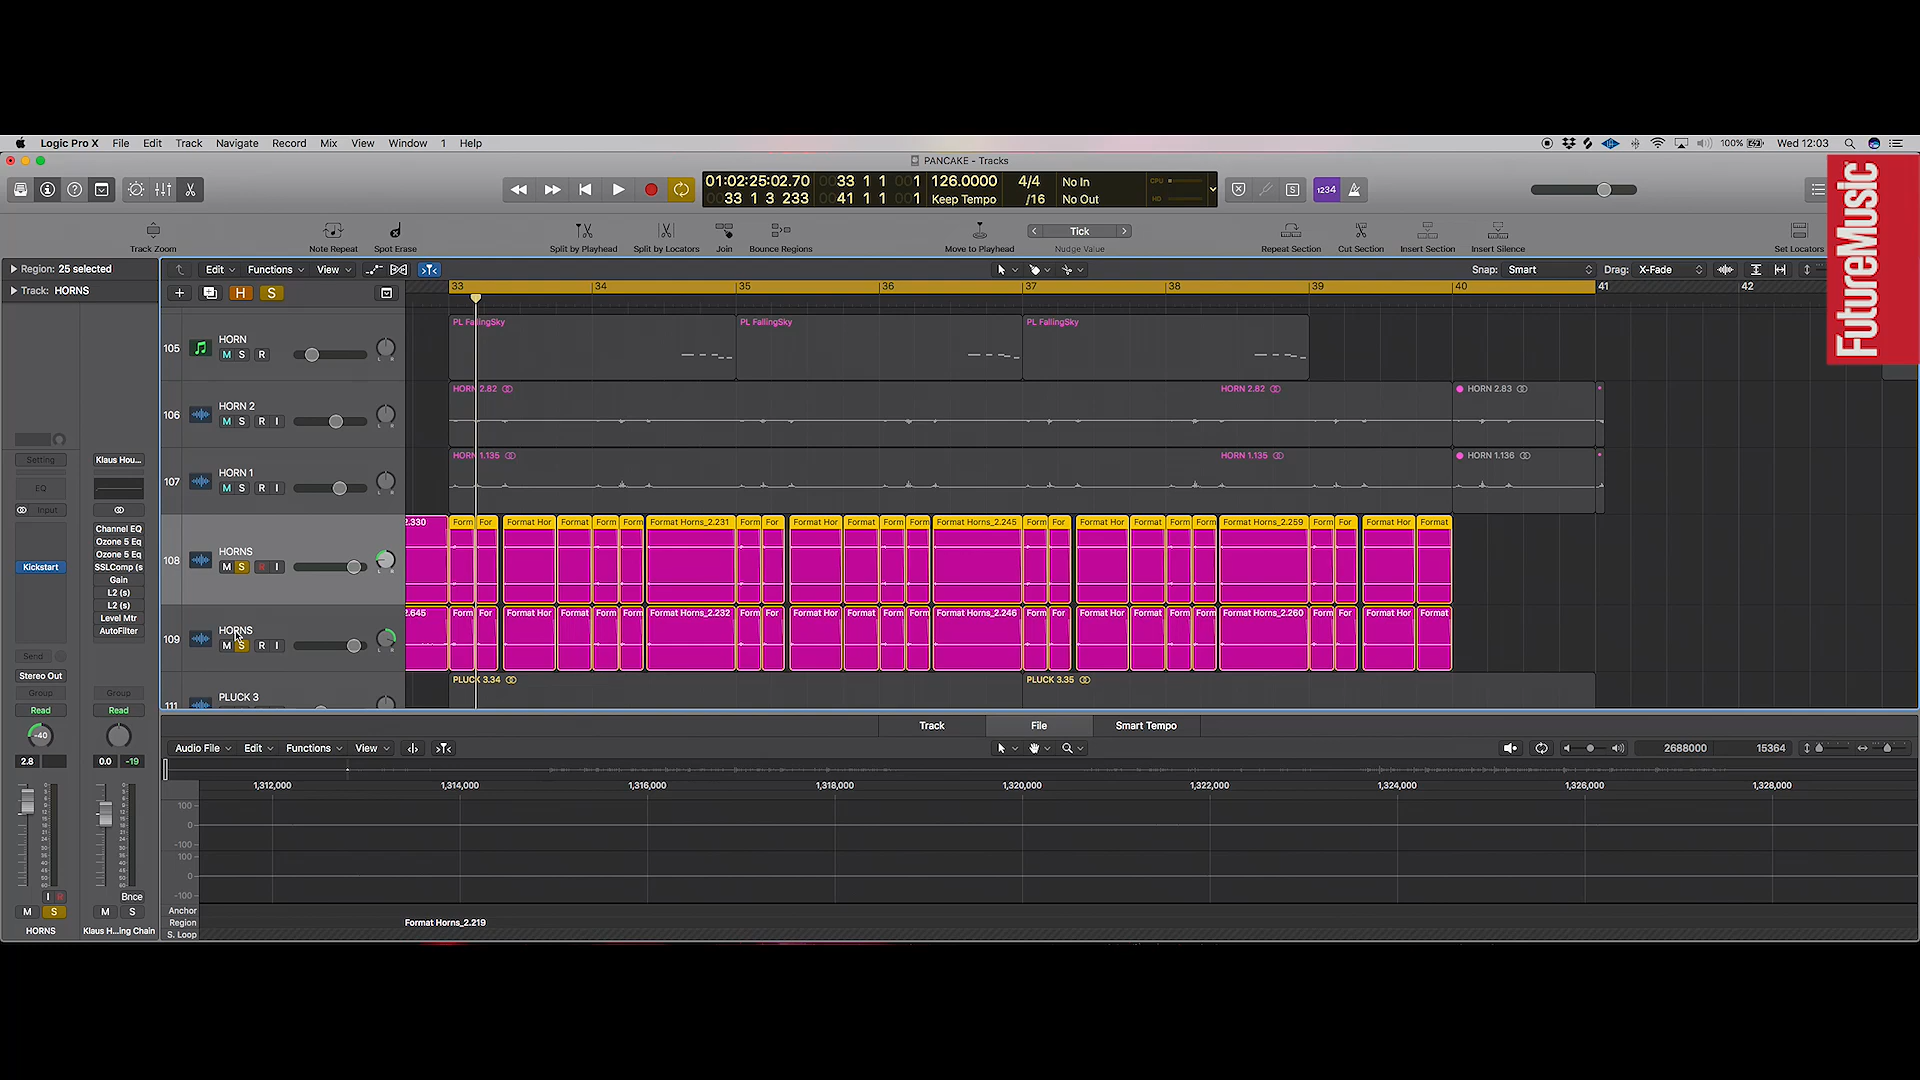 Logic Pro X File Edit Track Navigate Record Mix View Window 1 Help
100% Wed 12:03
PANCAKE - Tracks
01:02:25:02.70 33 1 1 1 126.0000 4/4 No In CPU
33 1 3 233 41 1 1 1 Keep Tempo /16 No Out HD
S 1234
Tick
Track Zoom Note Repeat Spot Erase Split by Playhead Split by Locators Join Bounce Regions Move to Playhead Nudge Value Repeat Section Cut Section Insert Section Insert Silence Set Locators
FutureMusic
Region: 25 selected
Edit Functions View
Snap: Smart Drag: X-Fade
Track: HORNS
H S
33 34 35 36 37 38 39 40 41 42
105 HORN
M S R
PL FallingSky PL FallingSky PL FallingSky
106 HORN 2
M S R I
HORN 2.82 HORN 2.82 HORN 2.83
107 HORN 1
M S R I
HORN 1.135 HORN 1.135 HORN 1.136
108 HORNS
M S R I
2.330 Form For Format Hor Format Form Form Format Horns_2.231 Form For Format Hor Format Form Form Format Horns_2.245 Form For Format Hor Format Form Form Format Horns_2.259 Form For Format Hor Format
109 HORNS
M S R I
2.645 Form For Format Hor Format Form Form Format Horns_2.232 Form For Format Hor Format Form Form Format Horns_2.246 Form For Format Hor Format Form Form Format Horns_2.260 Form For Format Hor Format
111 PLUCK 3
PLUCK 3.34 PLUCK 3.35
Setting Klaus Hou...
EQ
Input
Channel EQ
Ozone 5 Eq
Ozone 5 Eq
Kickstart SSLComp (s
Gain
L2 (s)
L2 (s)
Level Mtr
AutoFilter
Send
Stereo Out
Group Group
Read Read
-40
2.8 0.0 -19
I R Bnce
M S M S
HORNS Klaus H...ing Chain
Track File Smart Tempo
Audio File Edit Functions View
2688000 15364
1,312,000 1,314,000 1,316,000 1,318,000 1,320,000 1,322,000 1,324,000 1,326,000 1,328,000
100
0
-100
100
0
-100
Anchor
Region Format Horns_2.219
S. Loop